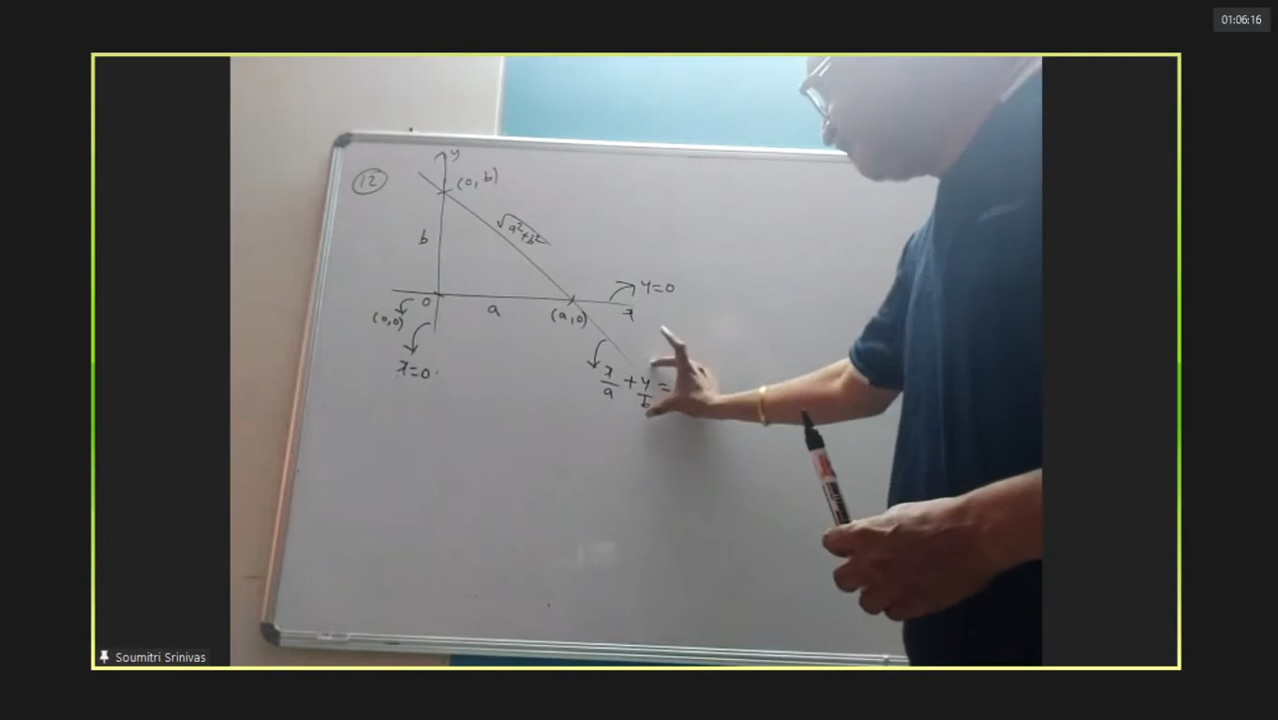 01:06:16
12
y
(0, b)
√a²+b²
b
y=0
0
a
(a,0)
x
(0,0)
x=0
x/a + y/b =
Soumitri Srinivas